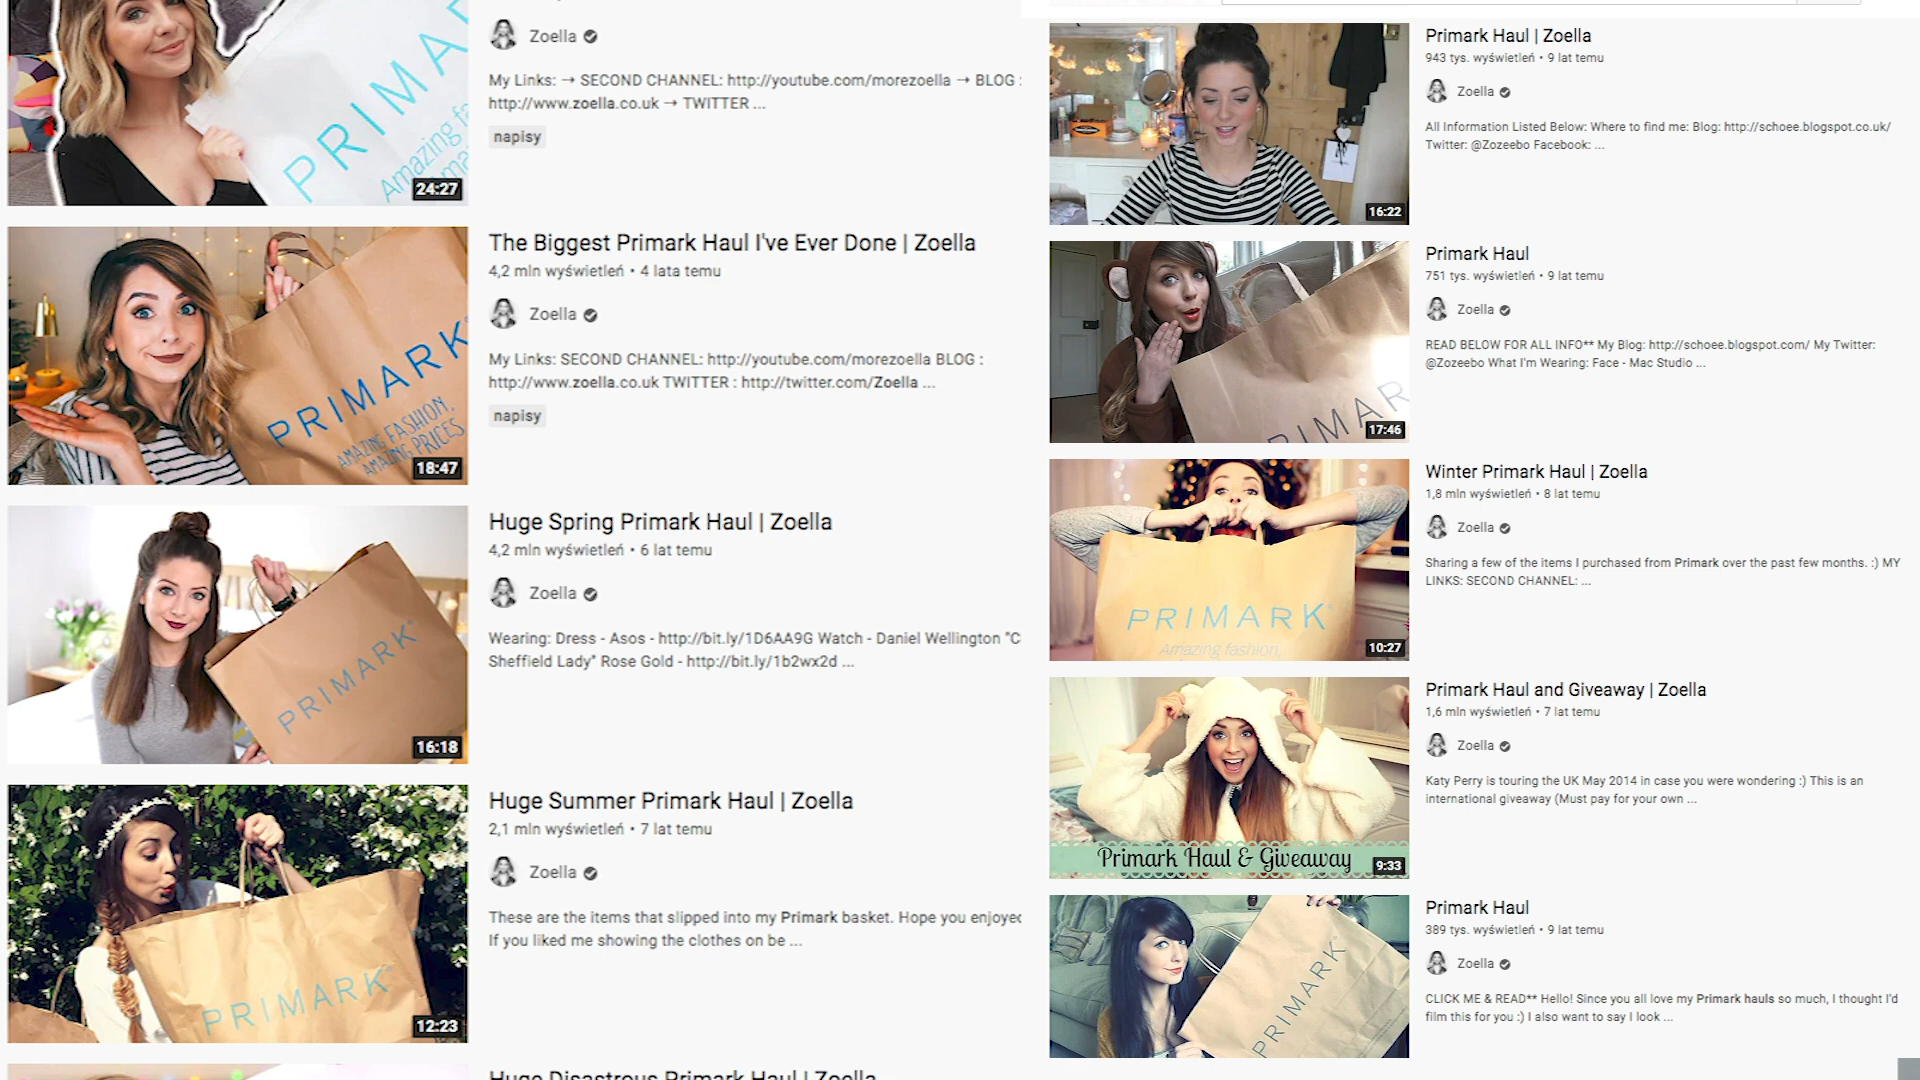 PRIMA
Amazing fa
24:27
Zoella
My Links: → SECOND CHANNEL: http://youtube.com/morezoella → BLOG :
http://www.zoella.co.uk → TWITTER ...
napisy
PRIMARK
AMAZING FASHION,
AMAZING PRICES
18:47
The Biggest Primark Haul I've Ever Done | Zoella
4,2 mln wyświetleń • 4 lata temu
Zoella
My Links: SECOND CHANNEL: http://youtube.com/morezoella BLOG :
http://www.zoella.co.uk TWITTER : http://twitter.com/Zoella ...
napisy
PRIMARK
16:18
Huge Spring Primark Haul | Zoella
4,2 mln wyświetleń • 6 lat temu
Zoella
Wearing: Dress - Asos - http://bit.ly/1D6AA9G Watch - Daniel Wellington "C
Sheffield Lady" Rose Gold - http://bit.ly/1b2wx2d ...
PRIMARK
12:23
Huge Summer Primark Haul | Zoella
2,1 mln wyświetleń • 7 lat temu
Zoella
These are the items that slipped into my Primark basket. Hope you enjoyed
If you liked me showing the clothes on be ...
Huge Disastrous Primark Haul | Zoella
16:22
Primark Haul | Zoella
943 tys. wyświetleń • 9 lat temu
Zoella
All Information Listed Below: Where to find me: Blog: http://schoee.blogspot.co.uk/
Twitter: @Zozeebo Facebook: ...
PRIMAR
17:46
Primark Haul
751 tys. wyświetleń • 9 lat temu
Zoella
READ BELOW FOR ALL INFO** My Blog: http://schoee.blogspot.com/ My Twitter:
@Zozeebo What I'm Wearing: Face - Mac Studio ...
PRIMARK
Amazing fashion,
10:27
Winter Primark Haul | Zoella
1,8 mln wyświetleń • 8 lat temu
Zoella
Sharing a few of the items I purchased from Primark over the past few months. :) MY
LINKS: SECOND CHANNEL: ...
Primark Haul & Giveaway
9:33
Primark Haul and Giveaway | Zoella
1,6 mln wyświetleń • 7 lat temu
Zoella
Katy Perry is touring the UK May 2014 in case you were wondering :) This is an
international giveaway (Must pay for your own ...
PRIMARK
Primark Haul
389 tys. wyświetleń • 9 lat temu
Zoella
CLICK ME & READ** Hello! Since you all love my Primark hauls so much, I thought I'd
film this for you :) I also want to say I look ...